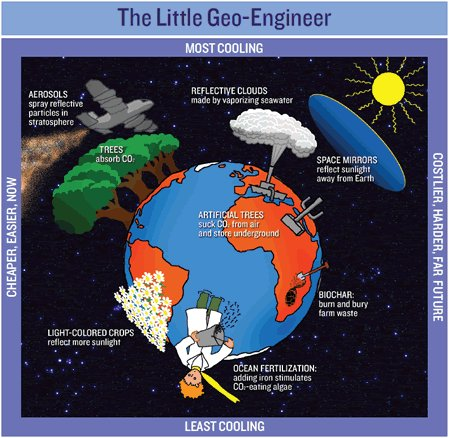 The Little Geo-Engineer
MOST COOLING
AEROSOLS
spray reflective
particles in
stratosphere
REFLECTIVE CLOUDS
made by vaporizing seawater
TREES
absorb CO₂
SPACE MIRRORS
reflect sunlight
away from Earth
CHEAPER, EASIER, NOW
COSTLIER, HARDER, FAR FUTURE
ARTIFICIAL TREES
suck CO₂ from air
and store underground
BIOCHAR:
burn and bury
farm waste
LIGHT-COLORED CROPS
reflect more sunlight
OCEAN FERTILIZATION:
adding iron stimulates
CO₂-eating algae
LEAST COOLING